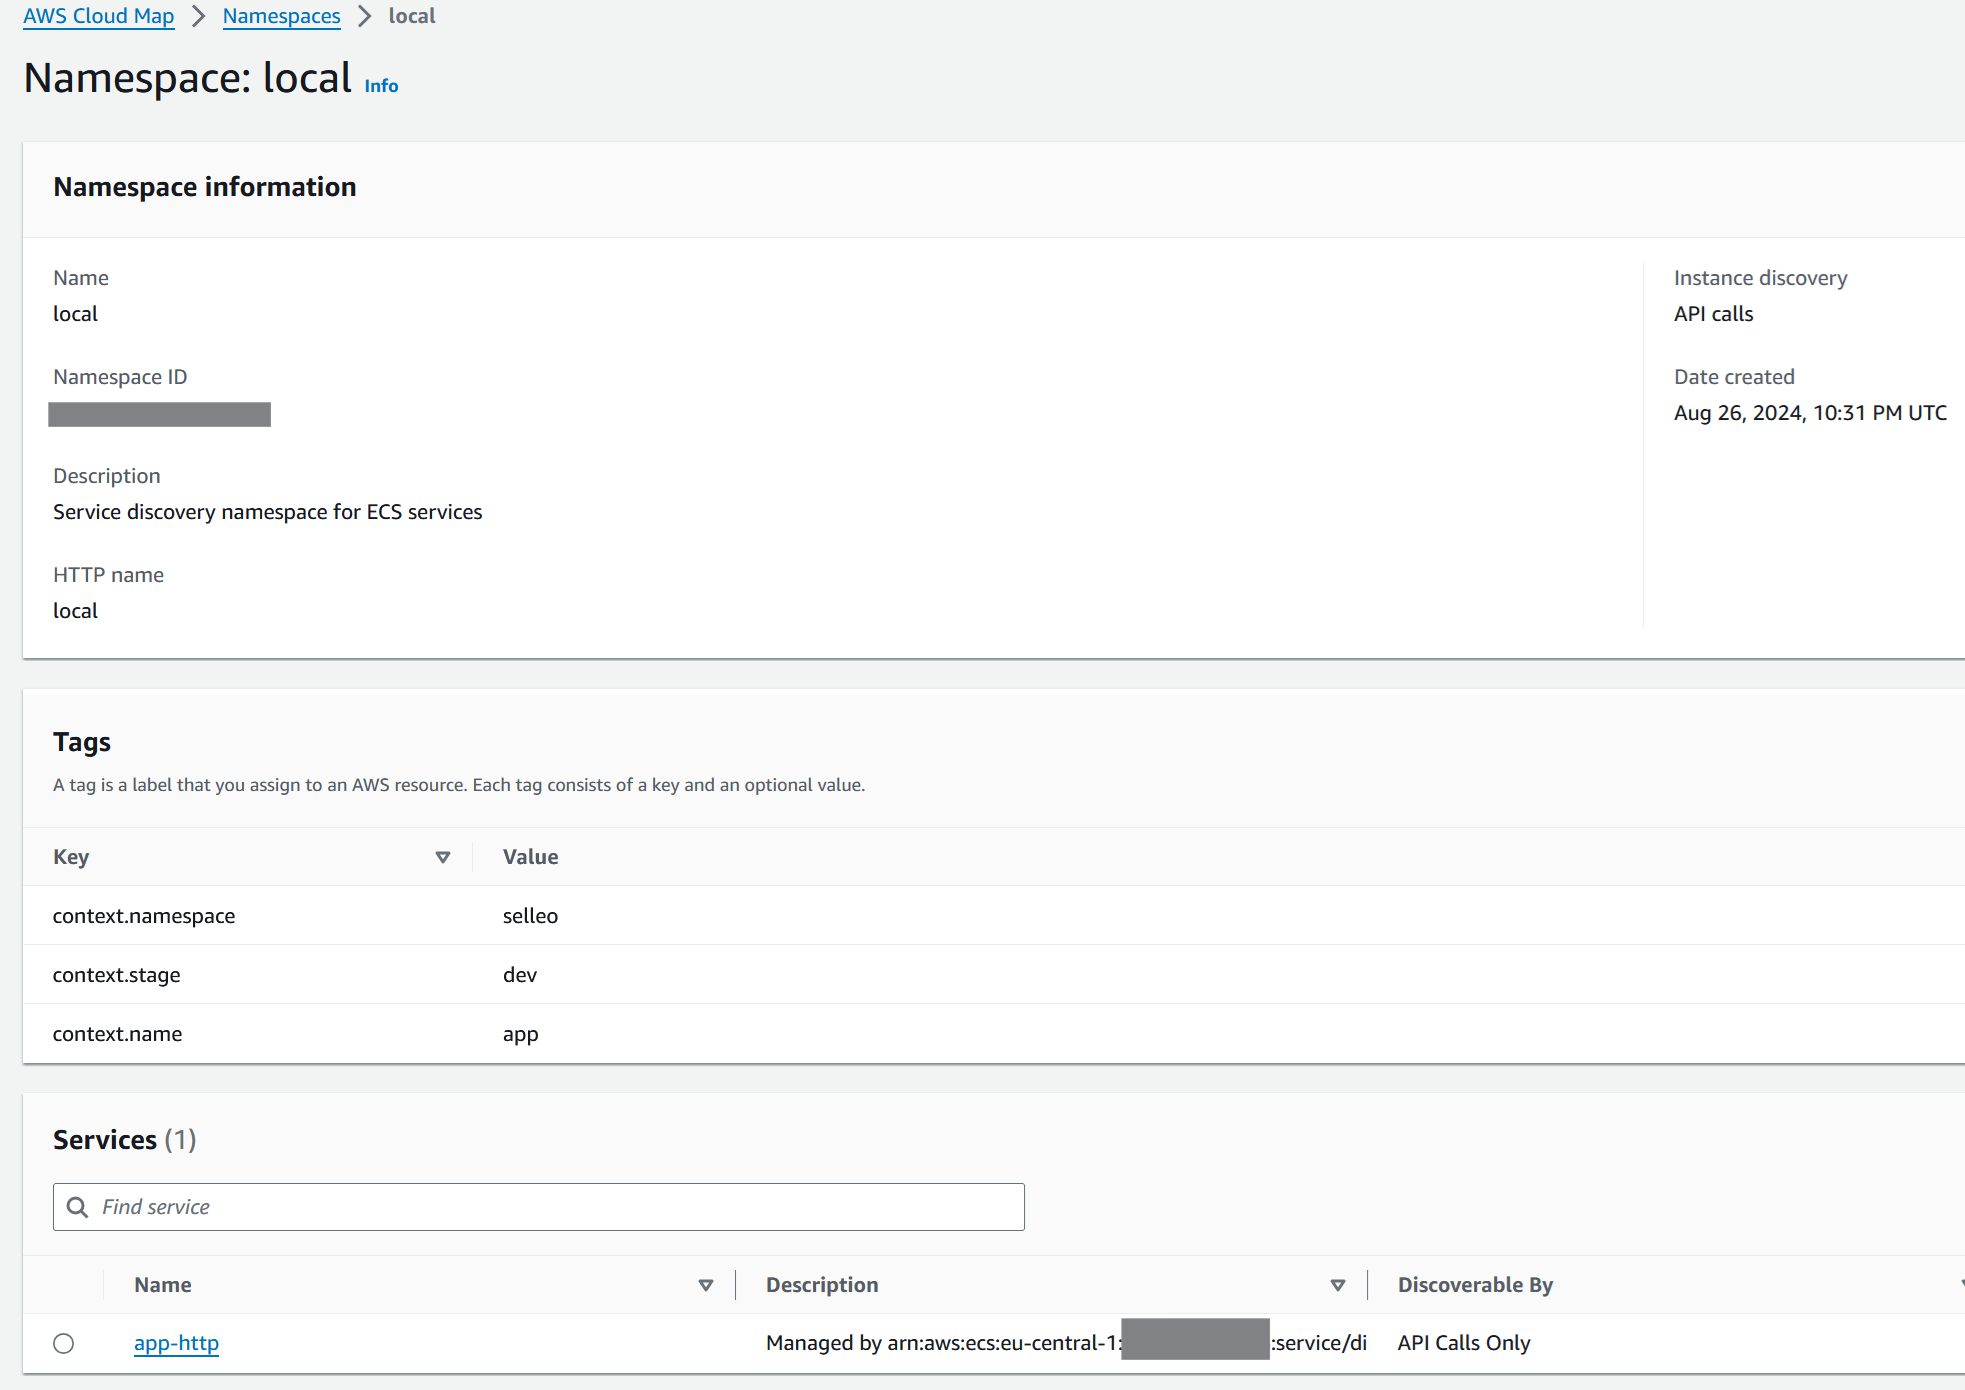 AWS Cloud Map > Namespaces > local
Namespace: local Info
Namespace information
Name
local
Namespace ID
Description
Service discovery namespace for ECS services
HTTP name
local
Instance discovery
API calls
Date created
Aug 26, 2024, 10:31 PM UTC
Tags
A tag is a label that you assign to an AWS resource. Each tag consists of a key and an optional value.
Key Value
context.namespace selleo
context.stage dev
context.name app
Services (1)
Find service
Name Description Discoverable By
app-http Managed by arn:aws:ecs:eu-central-1: :service/di API Calls Only